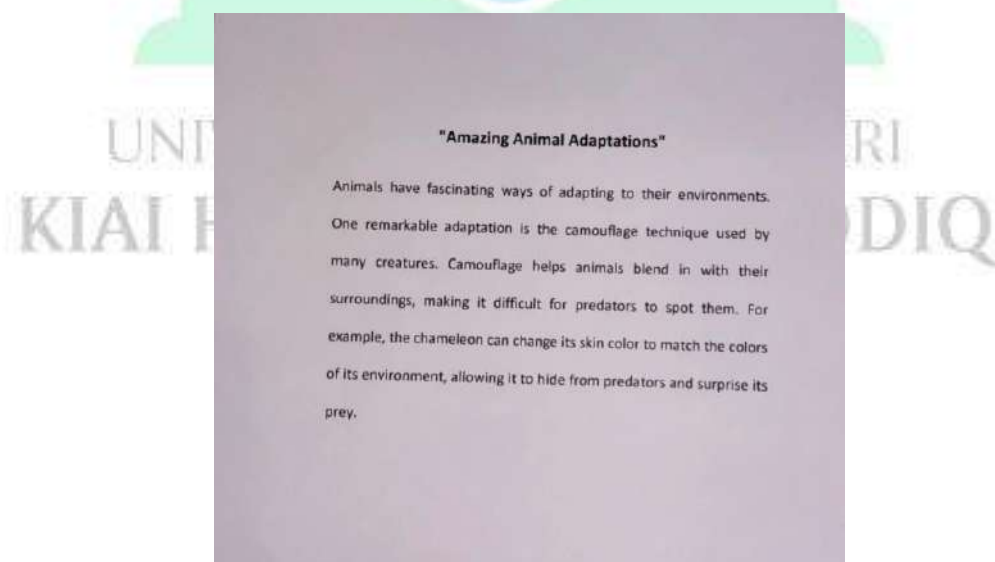 "Amazing Animal Adaptations"
Animals have fascinating ways of adapting to their environments.
One remarkable adaptation is the camouflage technique used by
many creatures. Camouflage helps animals blend in with their
surroundings, making it difficult for predators to spot them. For
example, the chameleon can change its skin color to match the colors
of its environment, allowing it to hide from predators and surprise its
prey.
KIAI